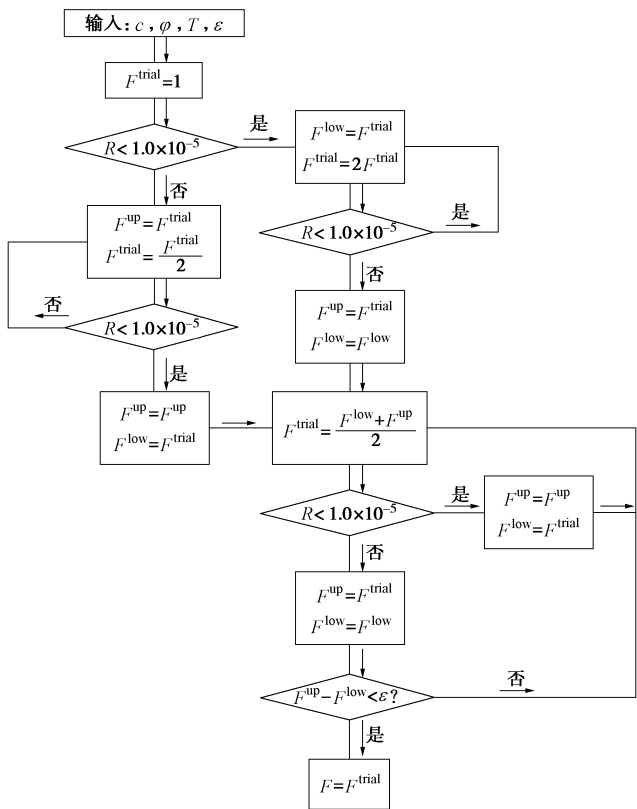 输入: c , φ , T , ε
F^trial=1
R<1.0×10^-5
是
否
F^low=F^trial
F^trial=2F^trial
R<1.0×10^-5
是
否
F^up=F^trial
F^trial=F^trial/2
R<1.0×10^-5
否
是
F^up=F^trial
F^low=F^low
F^up=F^up
F^low=F^trial
F^trial=F^low+F^up/2
R<1.0×10^-5
是
否
F^up=F^up
F^low=F^trial
F^up=F^trial
F^low=F^low
F^up-F^low<ε?
否
是
F=F^trial